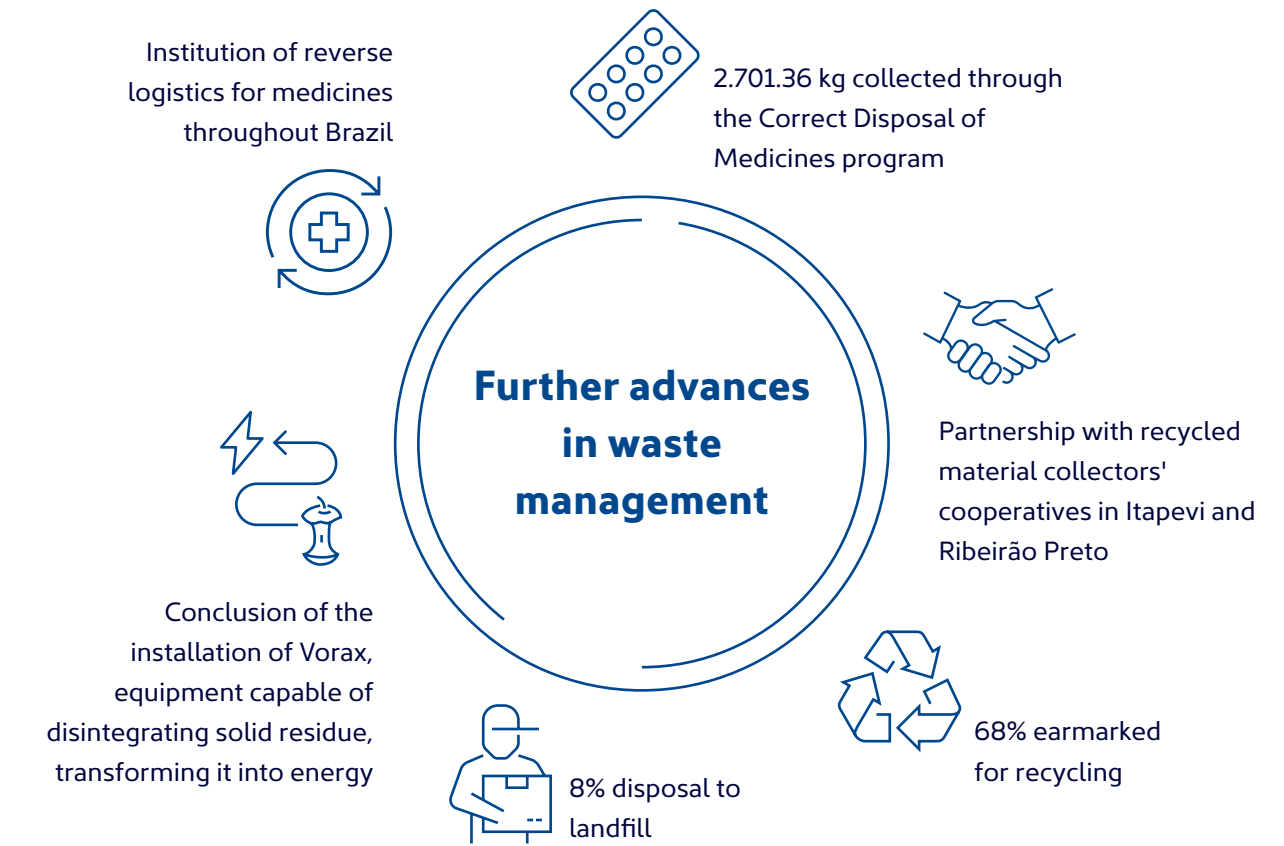 Institution of reverse
logistics for medicines
throughout Brazil
2.701.36 kg collected through
the Correct Disposal of
Medicines program
Further advances
in waste
management
Partnership with recycled
material collectors'
cooperatives in Itapevi and
Ribeirão Preto
Conclusion of the
installation of Vorax,
equipment capable of
disintegrating solid residue,
transforming it into energy
68% earmarked
for recycling
8% disposal to
landfill